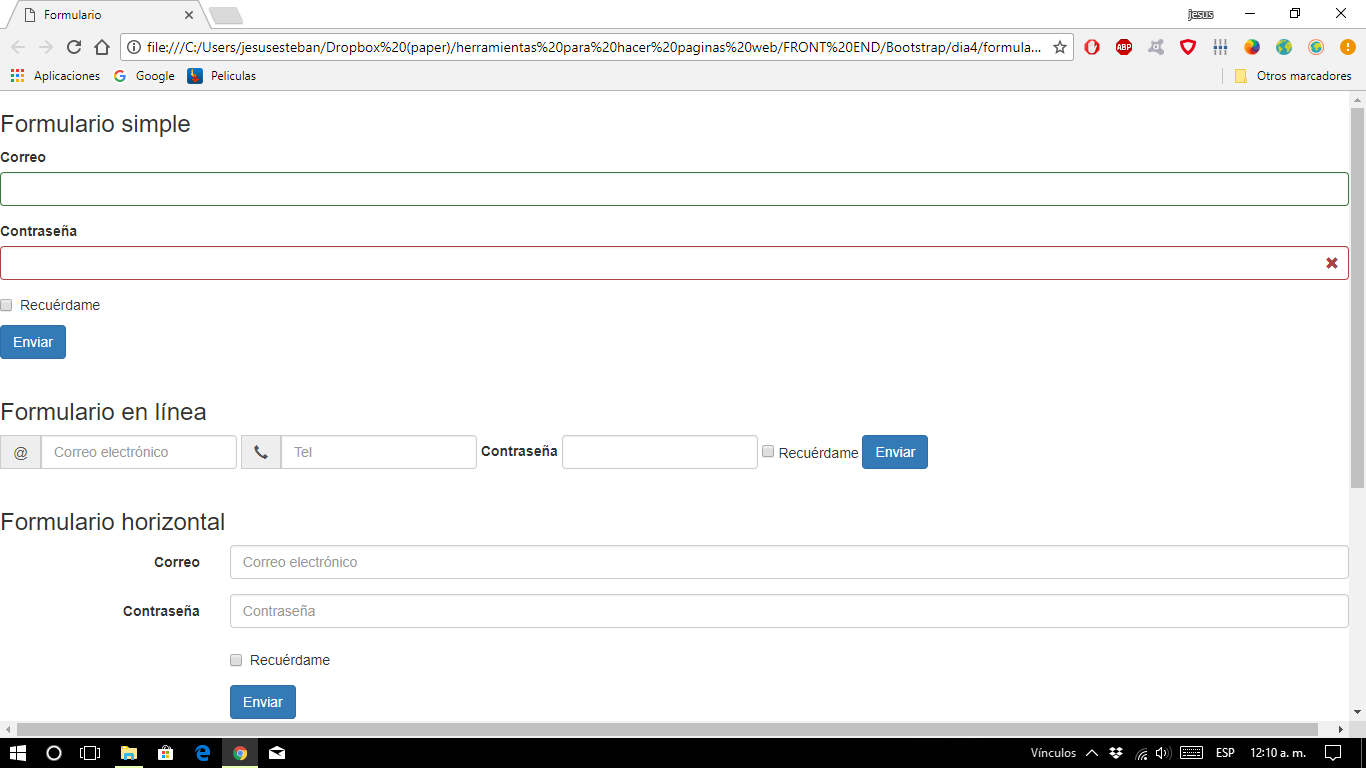 Formulario
jesus
file:///C:/Users/jesusesteban/Dropbox%20(paper)/herramientas%20para%20hacer%20paginas%20web/FRONT%20END/Bootstrap/dia4/formula...
ABP
Aplicaciones Google Peliculas Otros marcadores
Formulario simple
Correo
Contraseña
Recuérdame
Enviar
Formulario en línea
@ Correo electrónico Tel Contraseña Recuérdame Enviar
Formulario horizontal
Correo Correo electrónico
Contraseña Contraseña
Recuérdame
Enviar
Vínculos ESP 12:10 a. m.